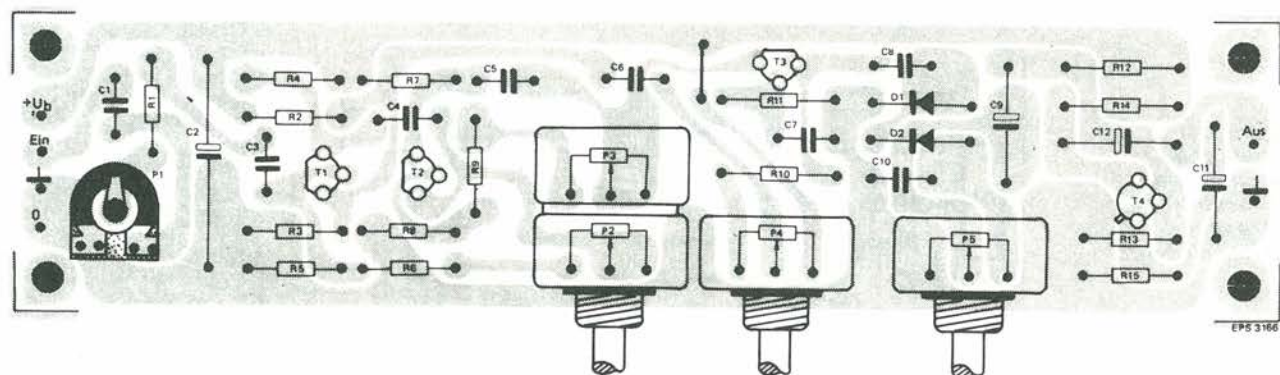 C1
R1
+Ub
Ein
0
P1
C2
R4
R2
C3
T1
R3
R5
R7
C4
T2
R8
R6
R9
C5
C6
P3
P2
T3
R11
C7
R10
P4
C8
D1
D2
C10
C9
P5
R12
R14
C12
T4
R13
R15
C11
Aus
EPS 3166